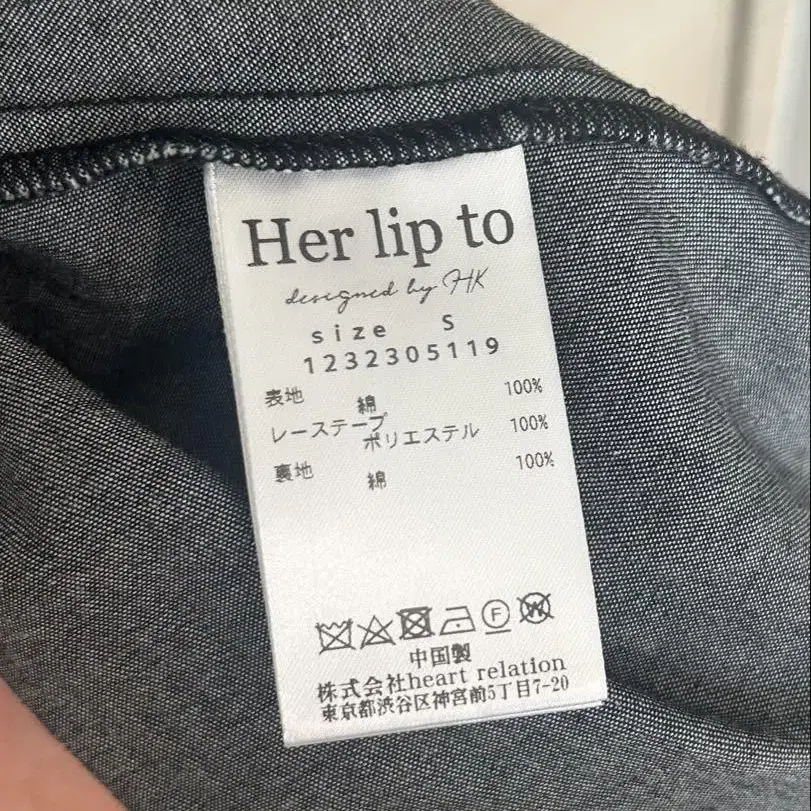 Her lip to
designed by HK
size S
1232305119
表地 綿 100%
レーステープ ポリエステル 100%
裏地 綿 100%
F W
中国製
株式会社heart relation
東京都渋谷区神宮前5丁目7-20